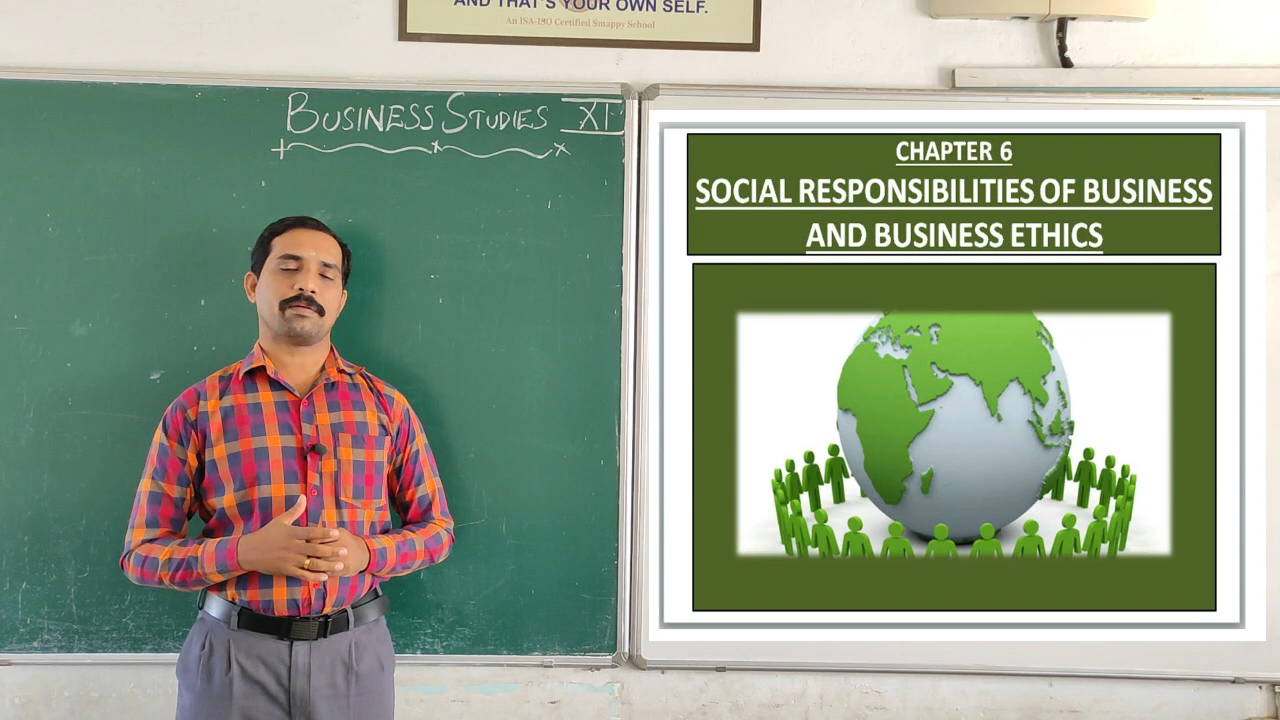 AND THAT'S YOUR OWN SELF.
An ISA-ISO Certified Smappy School
BUSINESS STUDIES XI
CHAPTER 6
SOCIAL RESPONSIBILITIES OF BUSINESS
AND BUSINESS ETHICS